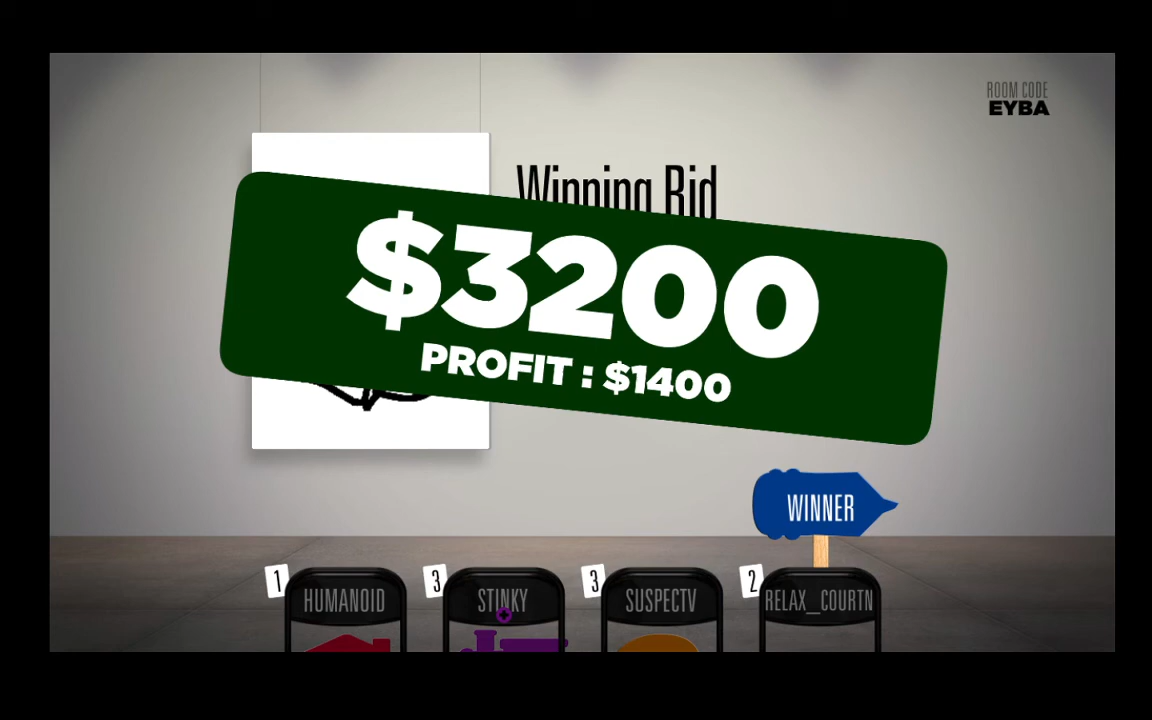 ROOM CODE
EYBA
Winning Bid
$3200
PROFIT : $1400
WINNER
1
HUMANOID
3
STINKY
3
SUSPECTV
2
RELAX_COURTN